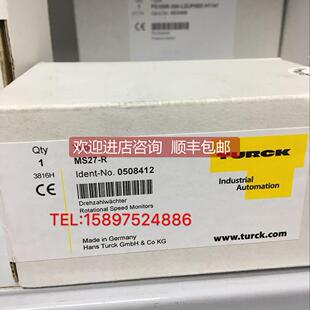 Qty
1
3816H
CE
MS27-R
Ident-No. 0508412
欢迎进店咨询 顺丰包邮
TURCK
Industrial
Automation
Drehzahlwächter
Rotational Speed Monitors
TEL:15897524886
Made in Germany
Hans Turck GmbH & Co KG
www.turck.com